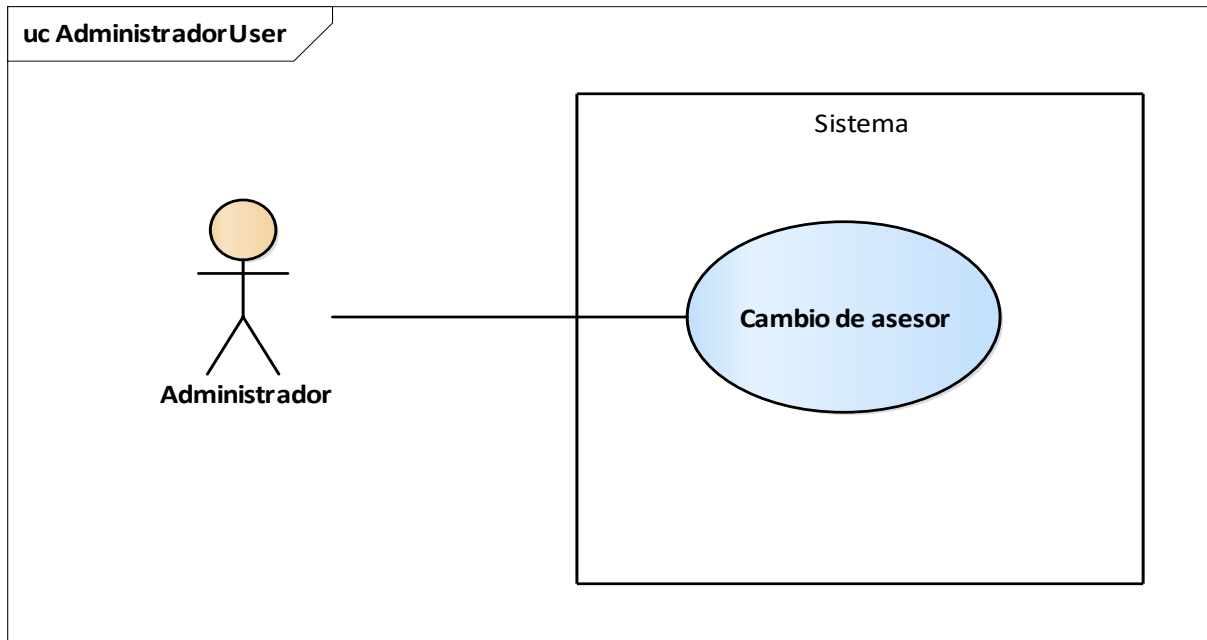 uc AdministradorUser
Sistema
Cambio de asesor
Administrador